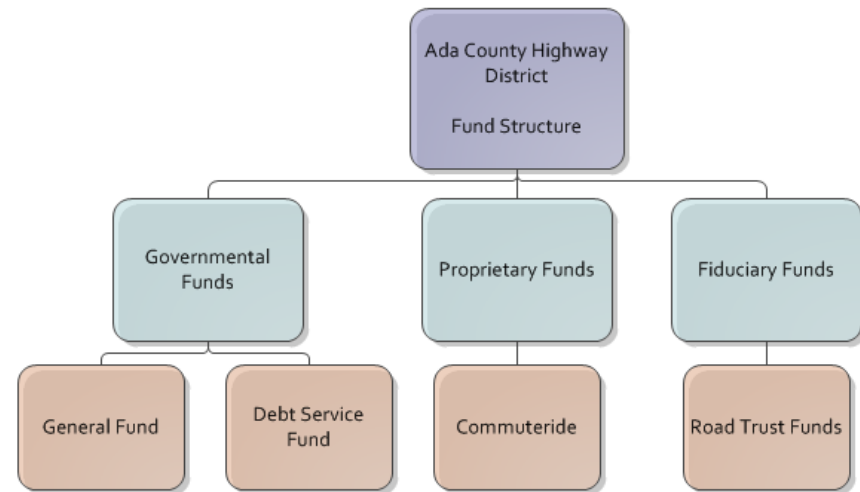 Ada County Highway
District
Fund Structure
Governmental
Funds
Proprietary Funds
Fiduciary Funds
General Fund
Debt Service
Fund
Commuteride
Road Trust Funds